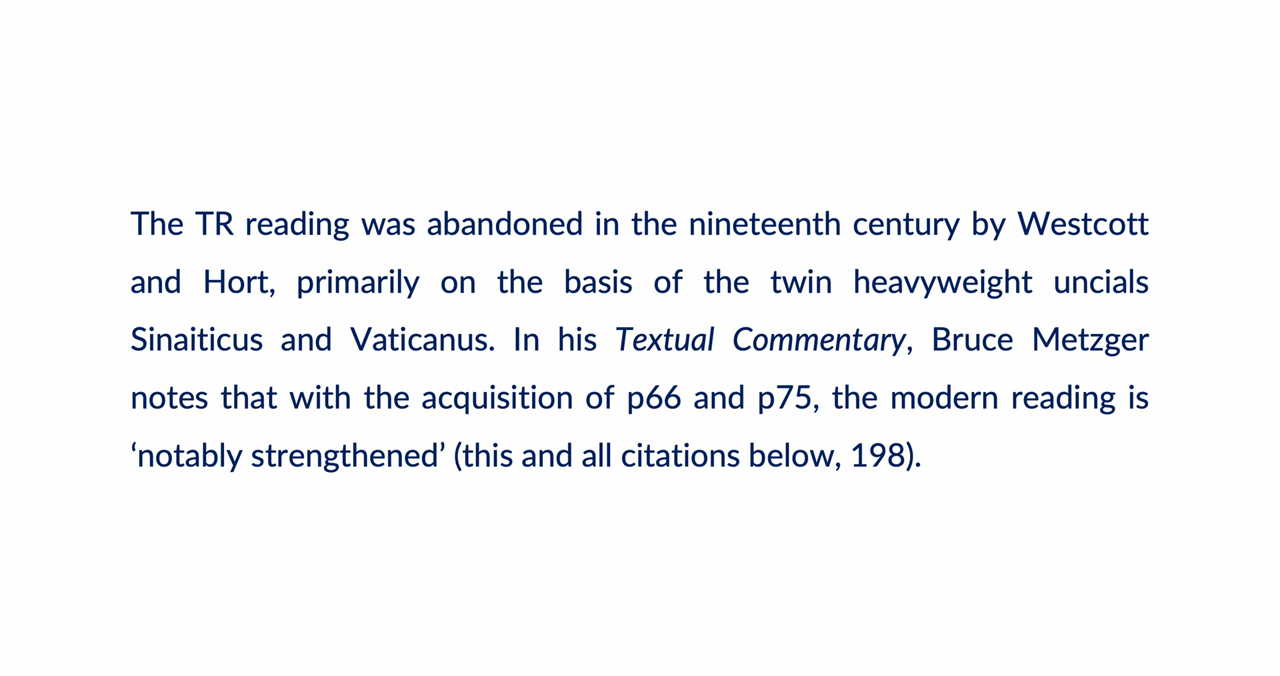 The TR reading was abandoned in the nineteenth century by Westcott
and Hort, primarily on the basis of the twin heavyweight uncials
Sinaiticus and Vaticanus. In his Textual Commentary, Bruce Metzger
notes that with the acquisition of p66 and p75, the modern reading is
‘notably strengthened’ (this and all citations below, 198).